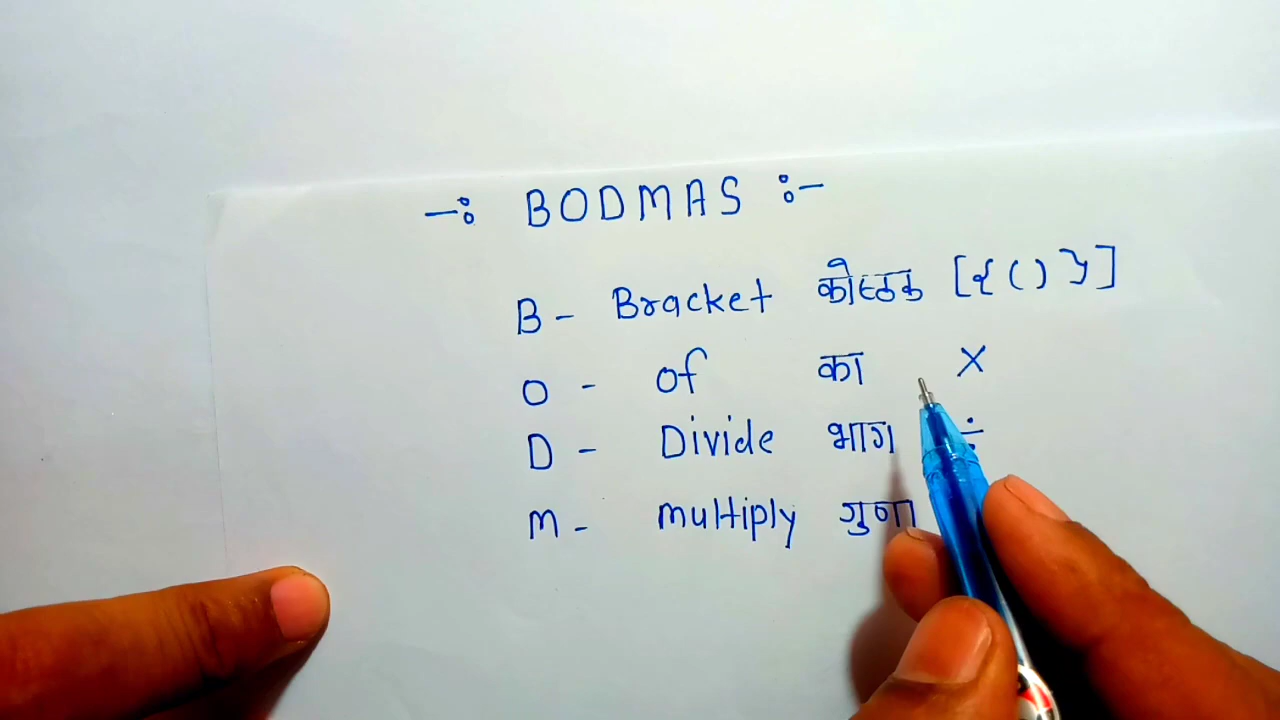 -: BODMAS :-
B - Bracket कोष्ठक [{()}]
O - of का ×
D - Divide भाग ÷
M - Multiply गुणा